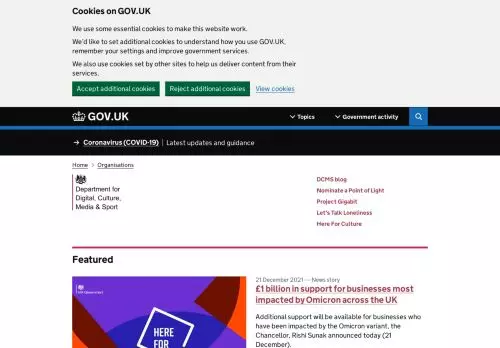 Cookies on GOV.UK
We use some essential cookies to make this website work.
We'd like to set additional cookies to understand how you use GOV.UK,
remember your settings and improve government services.
We also use cookies set by other sites to help us deliver content from their
services.
Accept additional cookies Reject additional cookies View cookies
GOV.UK Topics Government activity
→ Coronavirus (COVID-19) | Latest updates and guidance
Home > Organisations
Department for
Digital, Culture,
Media & Sport
DCMS blog
Nominate a Point of Light
Project Gigabit
Let's Talk Loneliness
Here For Culture
Featured
HERE
FOR
21 December 2021 — News story
£1 billion in support for businesses most
impacted by Omicron across the UK
Additional support will be available for businesses who
have been impacted by the Omicron variant, the
Chancellor, Rishi Sunak announced today (21
December).